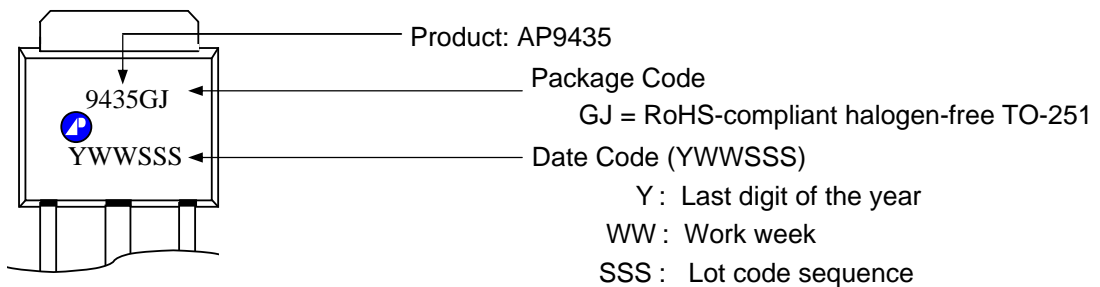 Product: AP9435
Package Code
9435GJ
GJ = RoHS-compliant halogen-free TO-251
YWWSSS
Date Code (YWWSSS)
Y : Last digit of the year
WW : Work week
SSS : Lot code sequence